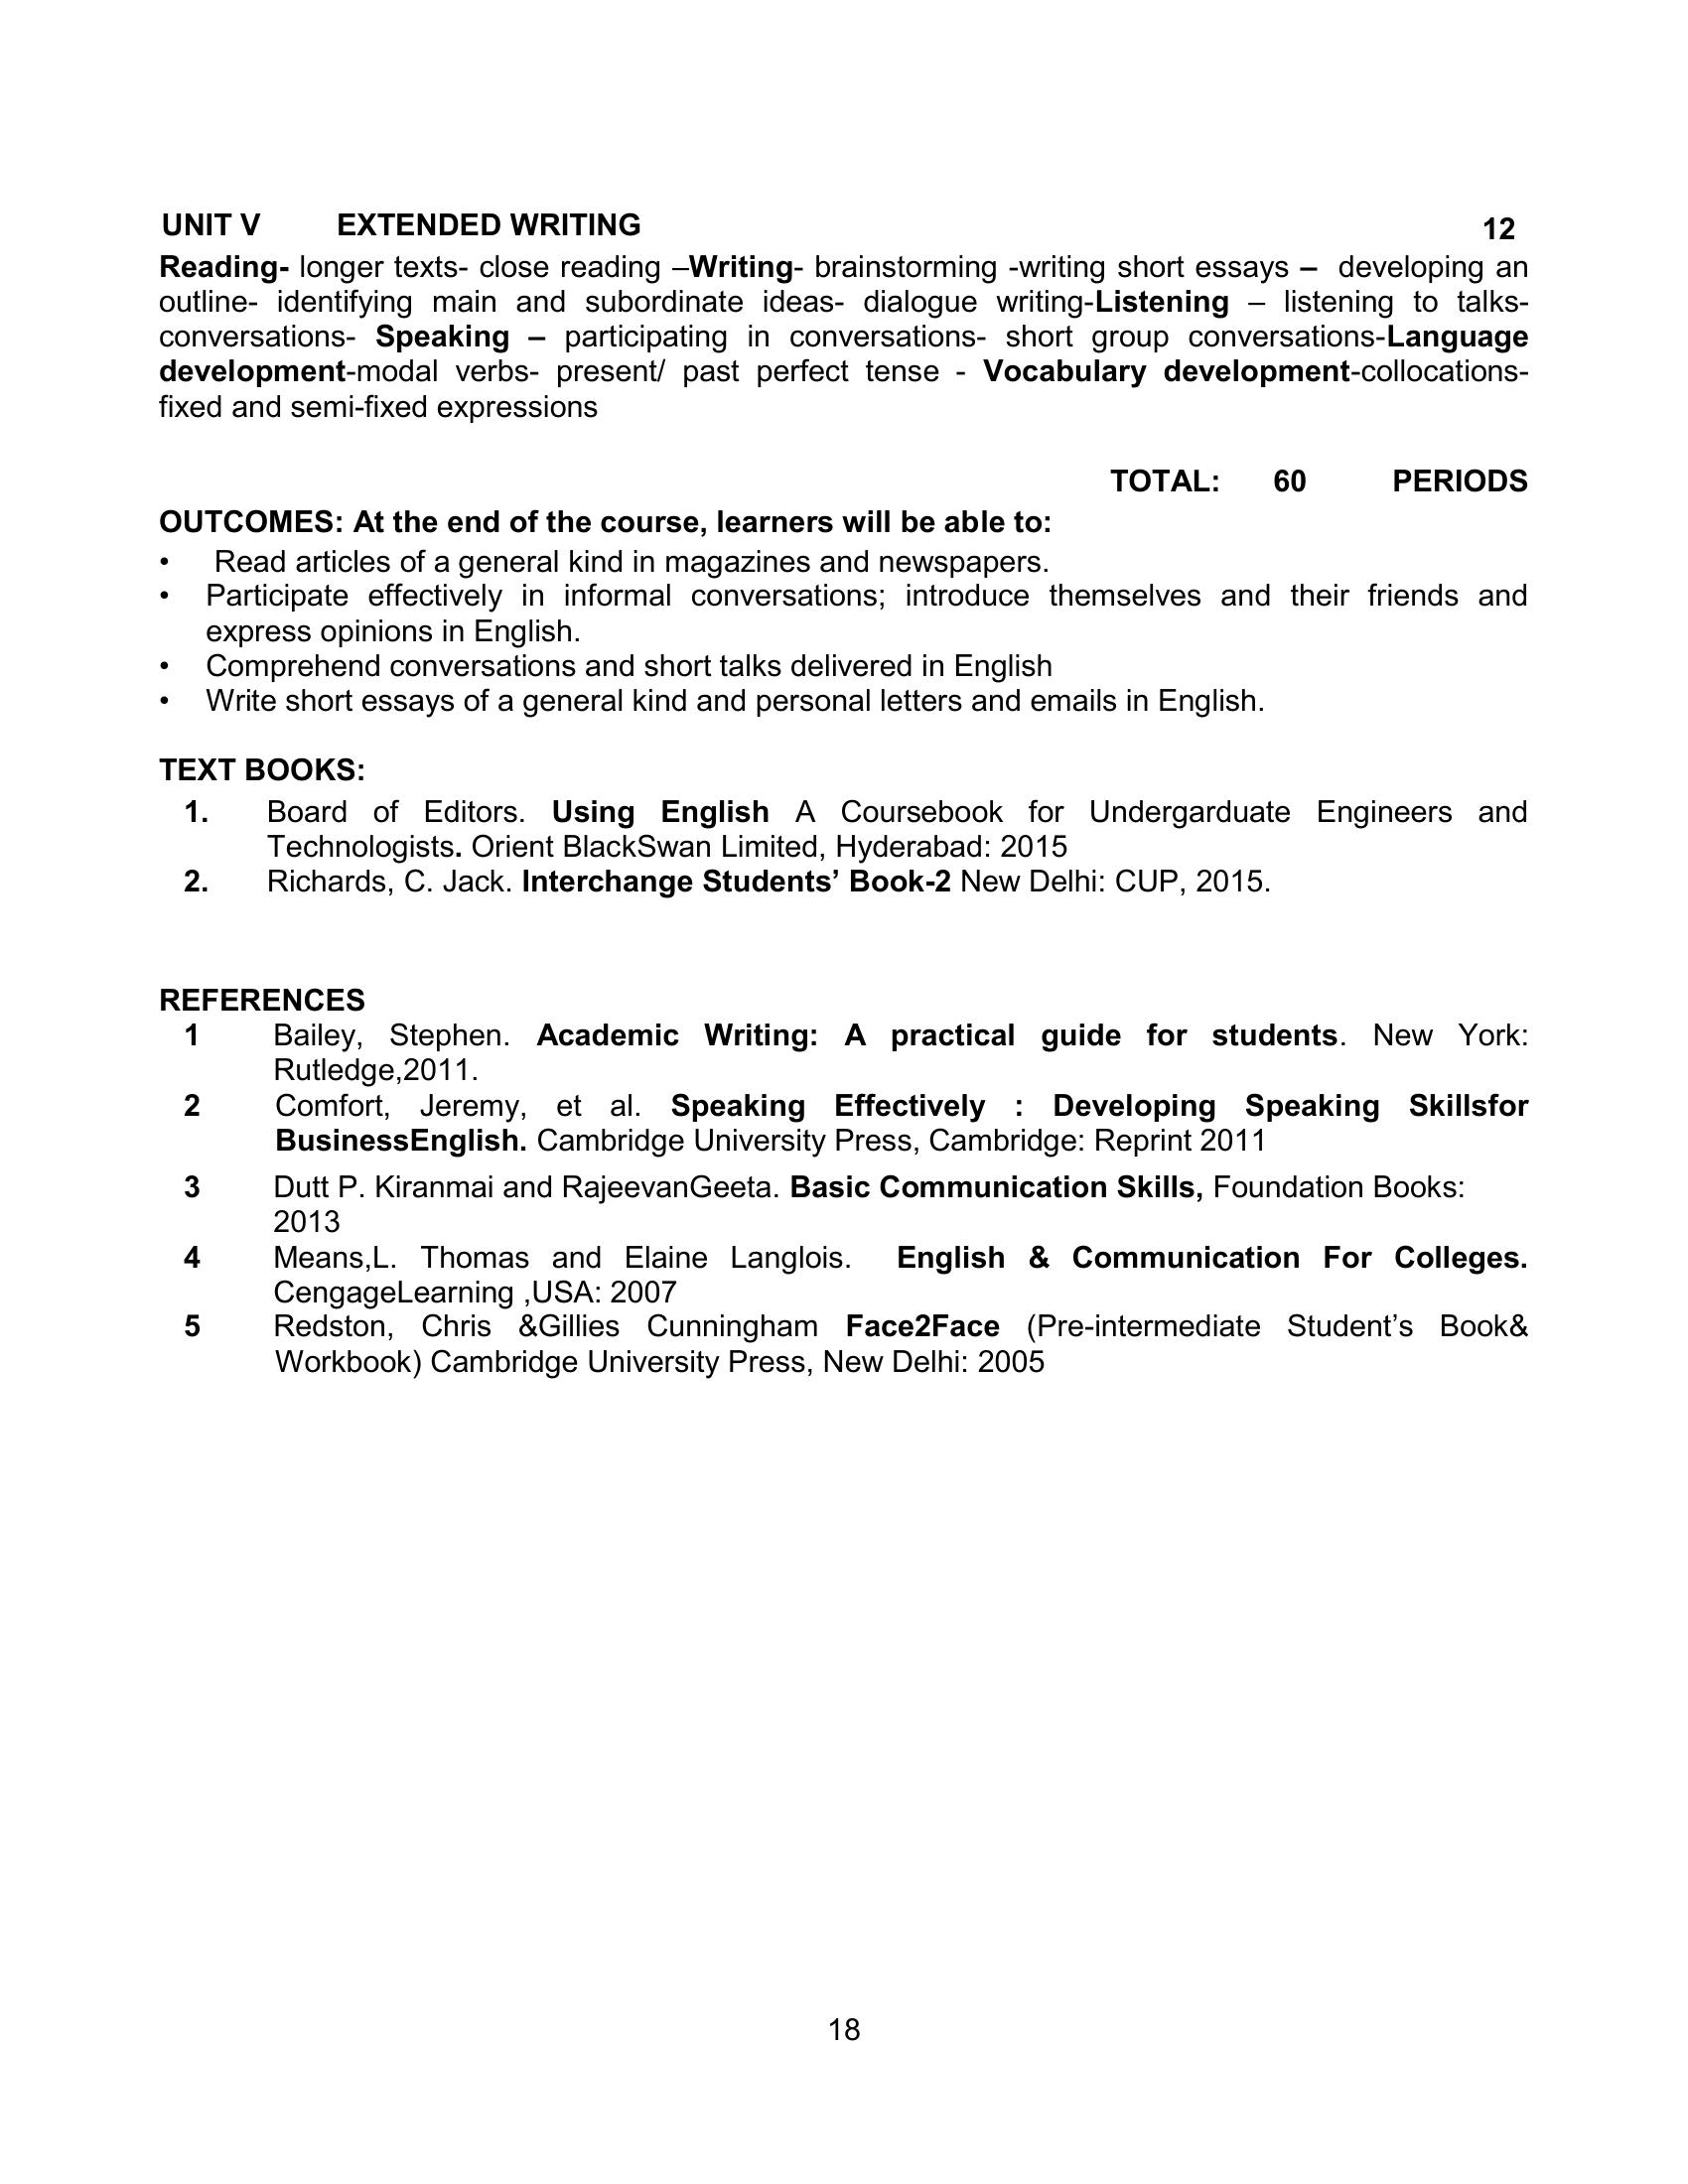 UNIT V EXTENDED WRITING 12
Reading- longer texts- close reading –Writing- brainstorming -writing short essays – developing an
outline- identifying main and subordinate ideas- dialogue writing-Listening – listening to talks-
conversations- Speaking – participating in conversations- short group conversations-Language
development-modal verbs- present/ past perfect tense - Vocabulary development-collocations-
fixed and semi-fixed expressions
TOTAL: 60 PERIODS
OUTCOMES: At the end of the course, learners will be able to:
• Read articles of a general kind in magazines and newspapers.
• Participate effectively in informal conversations; introduce themselves and their friends and
express opinions in English.
• Comprehend conversations and short talks delivered in English
• Write short essays of a general kind and personal letters and emails in English.
TEXT BOOKS:
1. Board of Editors. Using English A Coursebook for Undergarduate Engineers and
Technologists. Orient BlackSwan Limited, Hyderabad: 2015
2. Richards, C. Jack. Interchange Students’ Book-2 New Delhi: CUP, 2015.
REFERENCES
1 Bailey, Stephen. Academic Writing: A practical guide for students. New York:
Rutledge,2011.
2 Comfort, Jeremy, et al. Speaking Effectively : Developing Speaking Skillsfor
BusinessEnglish. Cambridge University Press, Cambridge: Reprint 2011
3 Dutt P. Kiranmai and RajeevanGeeta. Basic Communication Skills, Foundation Books:
2013
4 Means,L. Thomas and Elaine Langlois. English & Communication For Colleges.
CengageLearning ,USA: 2007
5 Redston, Chris &Gillies Cunningham Face2Face (Pre-intermediate Student’s Book&
Workbook) Cambridge University Press, New Delhi: 2005
18